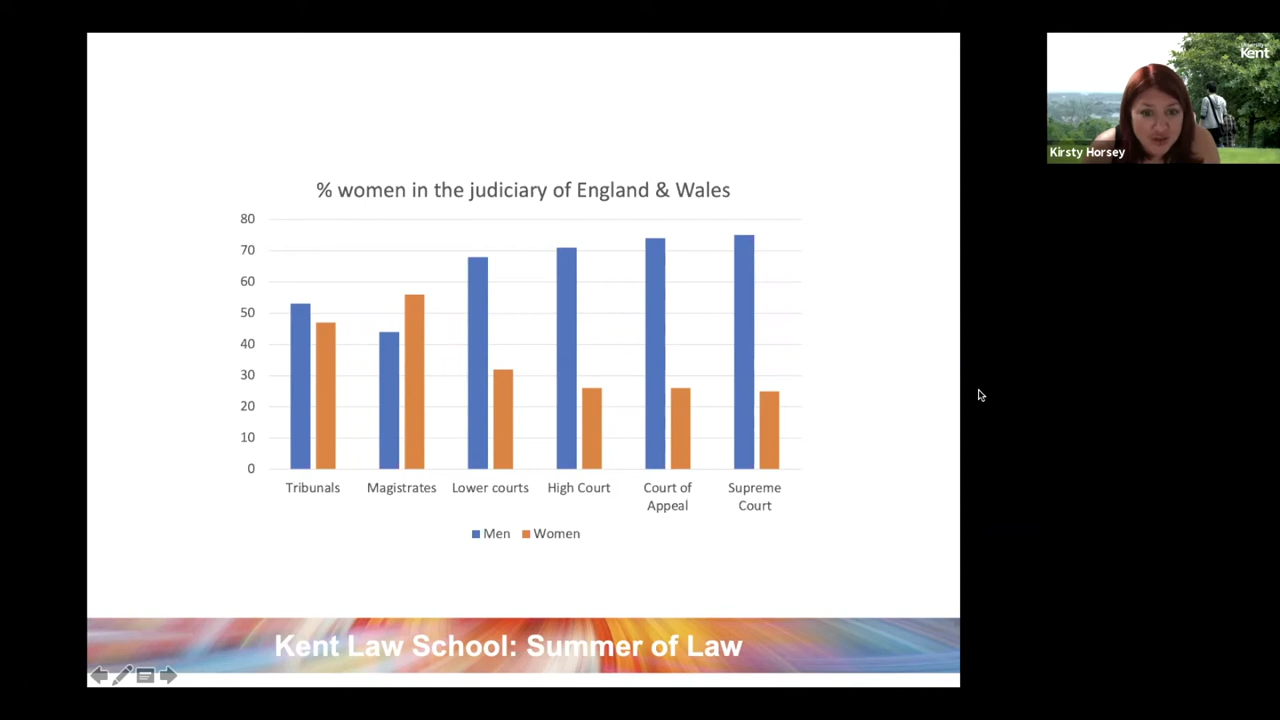 Kent
Kirsty Horsey
% women in the judiciary of England & Wales
80
70
60
50
40
30
20
10
0
Tribunals Magistrates Lower courts High Court Court of Appeal Supreme Court
Men Women
Kent Law School: Summer of Law